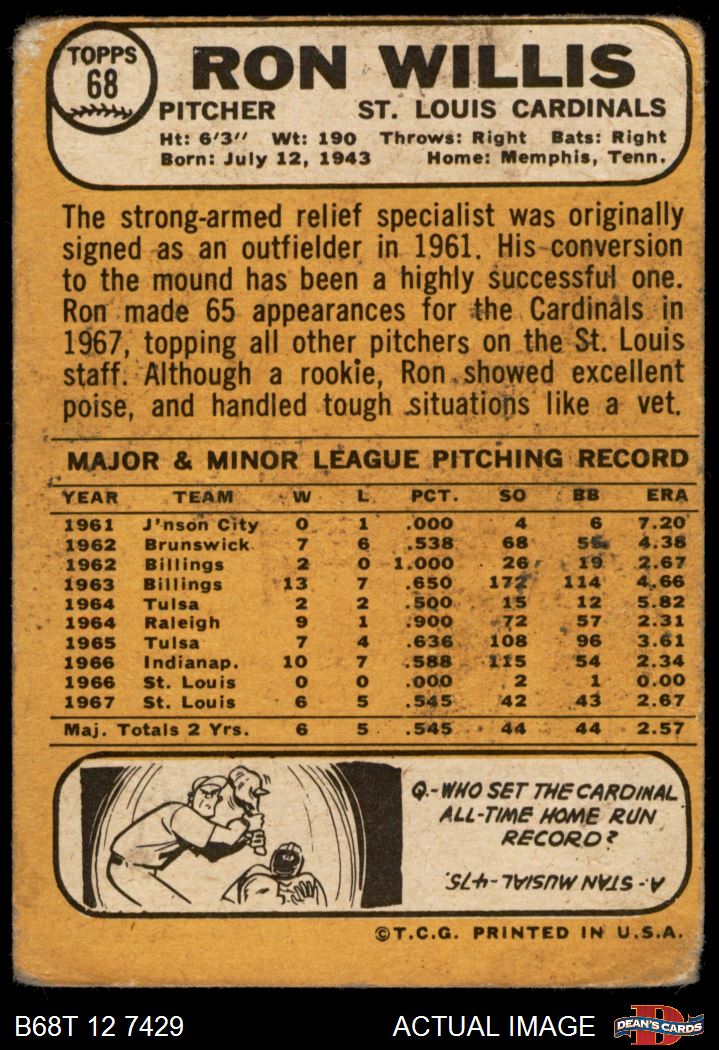 TOPPS
68
RON WILLIS
PITCHER ST. LOUIS CARDINALS
Ht: 6'3" Wt: 190 Throws: Right Bats: Right
Born: July 12, 1943 Home: Memphis, Tenn.
The strong-armed relief specialist was originally
signed as an outfielder in 1961. His conversion
to the mound has been a highly successful one.
Ron made 65 appearances for the Cardinals in
1967, topping all other pitchers on the St. Louis
staff. Although a rookie, Ron showed excellent
poise, and handled tough situations like a vet.
MAJOR & MINOR LEAGUE PITCHING RECORD
YEAR TEAM W L PCT. SO BB ERA
1961 J'nson City 0 1 .000 4 6 7.20
1962 Brunswick 7 6 .538 68 4.38
1962 Billings 2 0 1.000 26 19 2.67
1963 Billings 13 7 .650 172 114 4.66
1964 Tulsa 2 2 .500 15 12 5.82
1964 Raleigh 9 1 .900 72 57 2.31
1965 Tulsa 7 4 .636 108 96 3.61
1966 Indianap. 10 7 .588 115 54 2.34
1966 St. Louis 0 0 .000 2 1 0.00
1967 St. Louis 6 5 .545 42 43 2.67
Maj. Totals 2 Yrs. 6 5 .545 44 44 2.57
Q.-WHO SET THE CARDINAL
ALL-TIME HOME RUN
RECORD?
A. STAN MUSIAL-475.
©T.C.G. PRINTED IN U.S.A.
B68T 12 7429 ACTUAL IMAGE DEAN'S CARDS